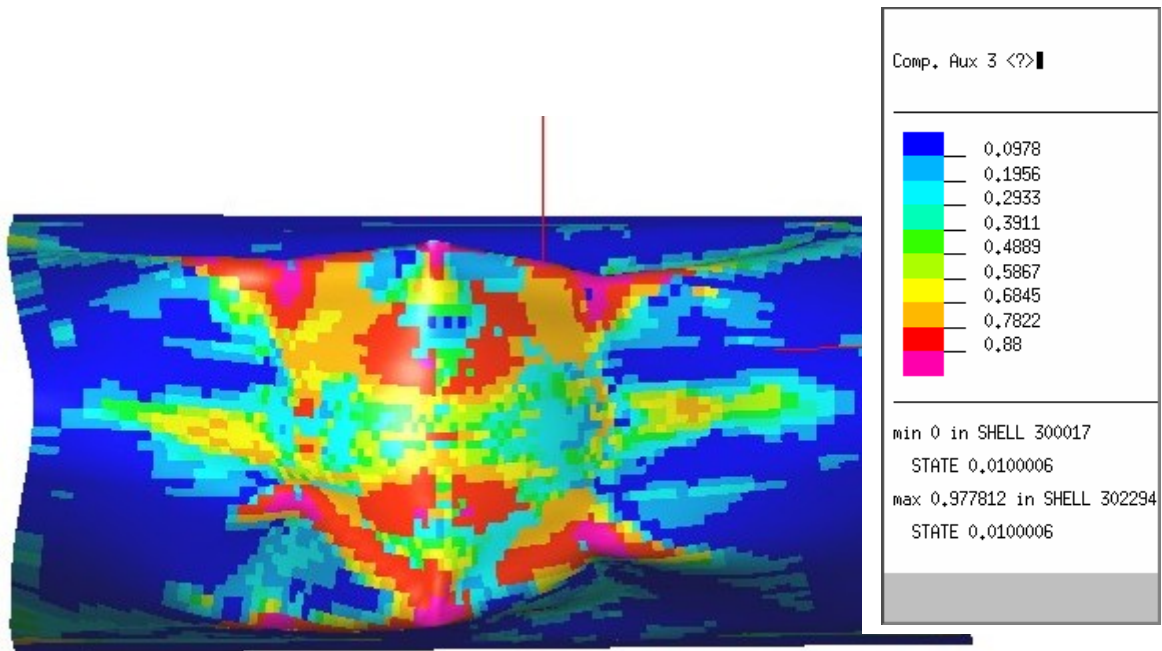 Comp. Aux 3 <?>
0.0978
0.1956
0.2933
0.3911
0.4889
0.5867
0.6845
0.7822
0.88
min 0 in SHELL 300017
STATE 0.0100006
max 0.977812 in SHELL 302294
STATE 0.0100006